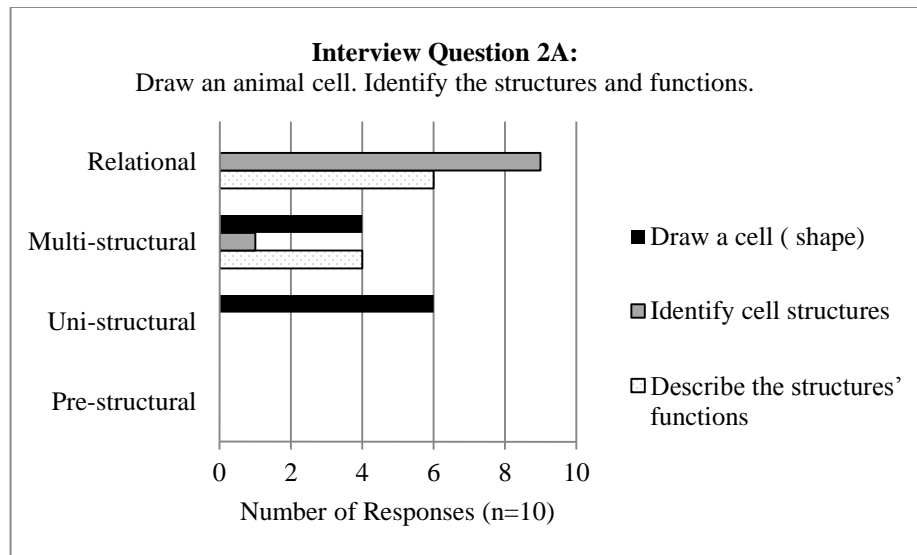 Interview Question 2A:
Draw an animal cell. Identify the structures and functions.
Relational
Multi-structural
Uni-structural
Pre-structural
0 2 4 6 8 10
Number of Responses (n=10)
Draw a cell ( shape)
Identify cell structures
Describe the structures’
functions